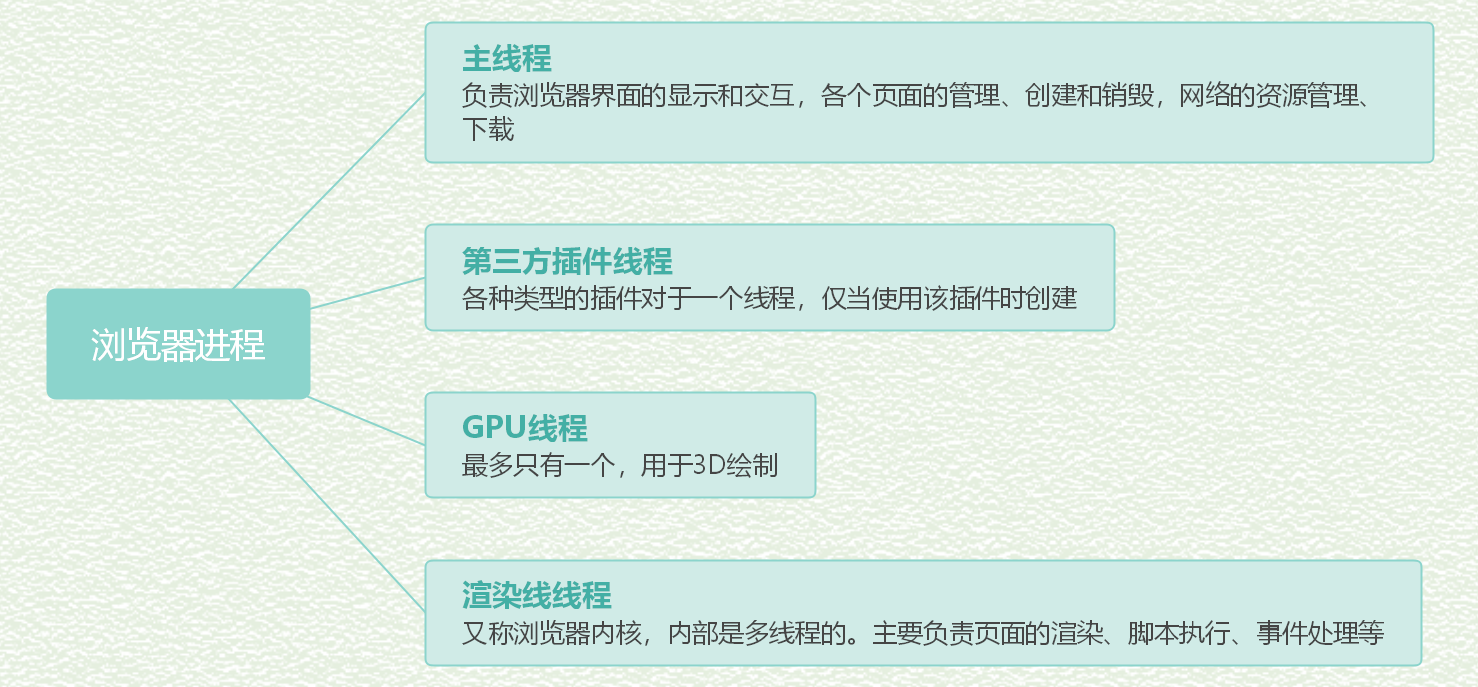 主线程
负责浏览器界面的显示和交互，各个页面的管理、创建和销毁，网络的资源管理、
下载
第三方插件线程
各种类型的插件对于一个线程，仅当使用该插件时创建
浏览器进程
GPU线程
最多只有一个，用于3D绘制
渲染线线程
又称浏览器内核，内部是多线程的。主要负责页面的渲染、脚本执行、事件处理等